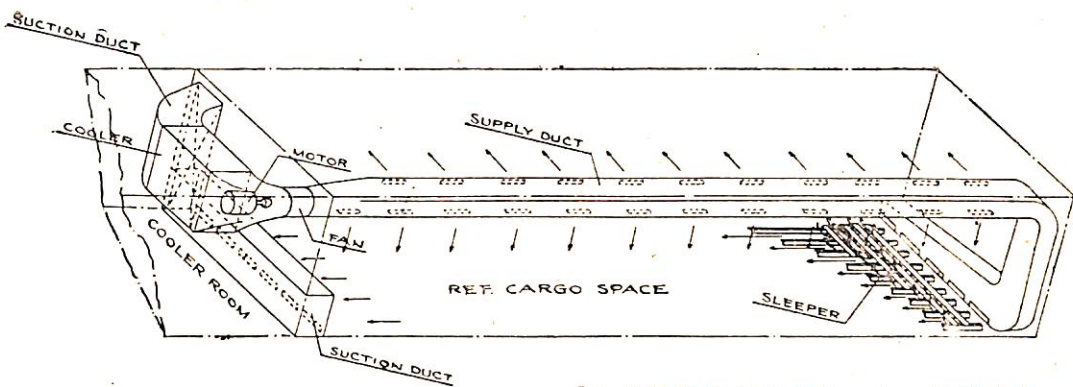 SUCTION DUCT
COOLER
SUPPLY DUCT
MOTOR
FAN
COOLER ROOM
REF. CARGO SPACE
SLEEPER
SUCTION DUCT